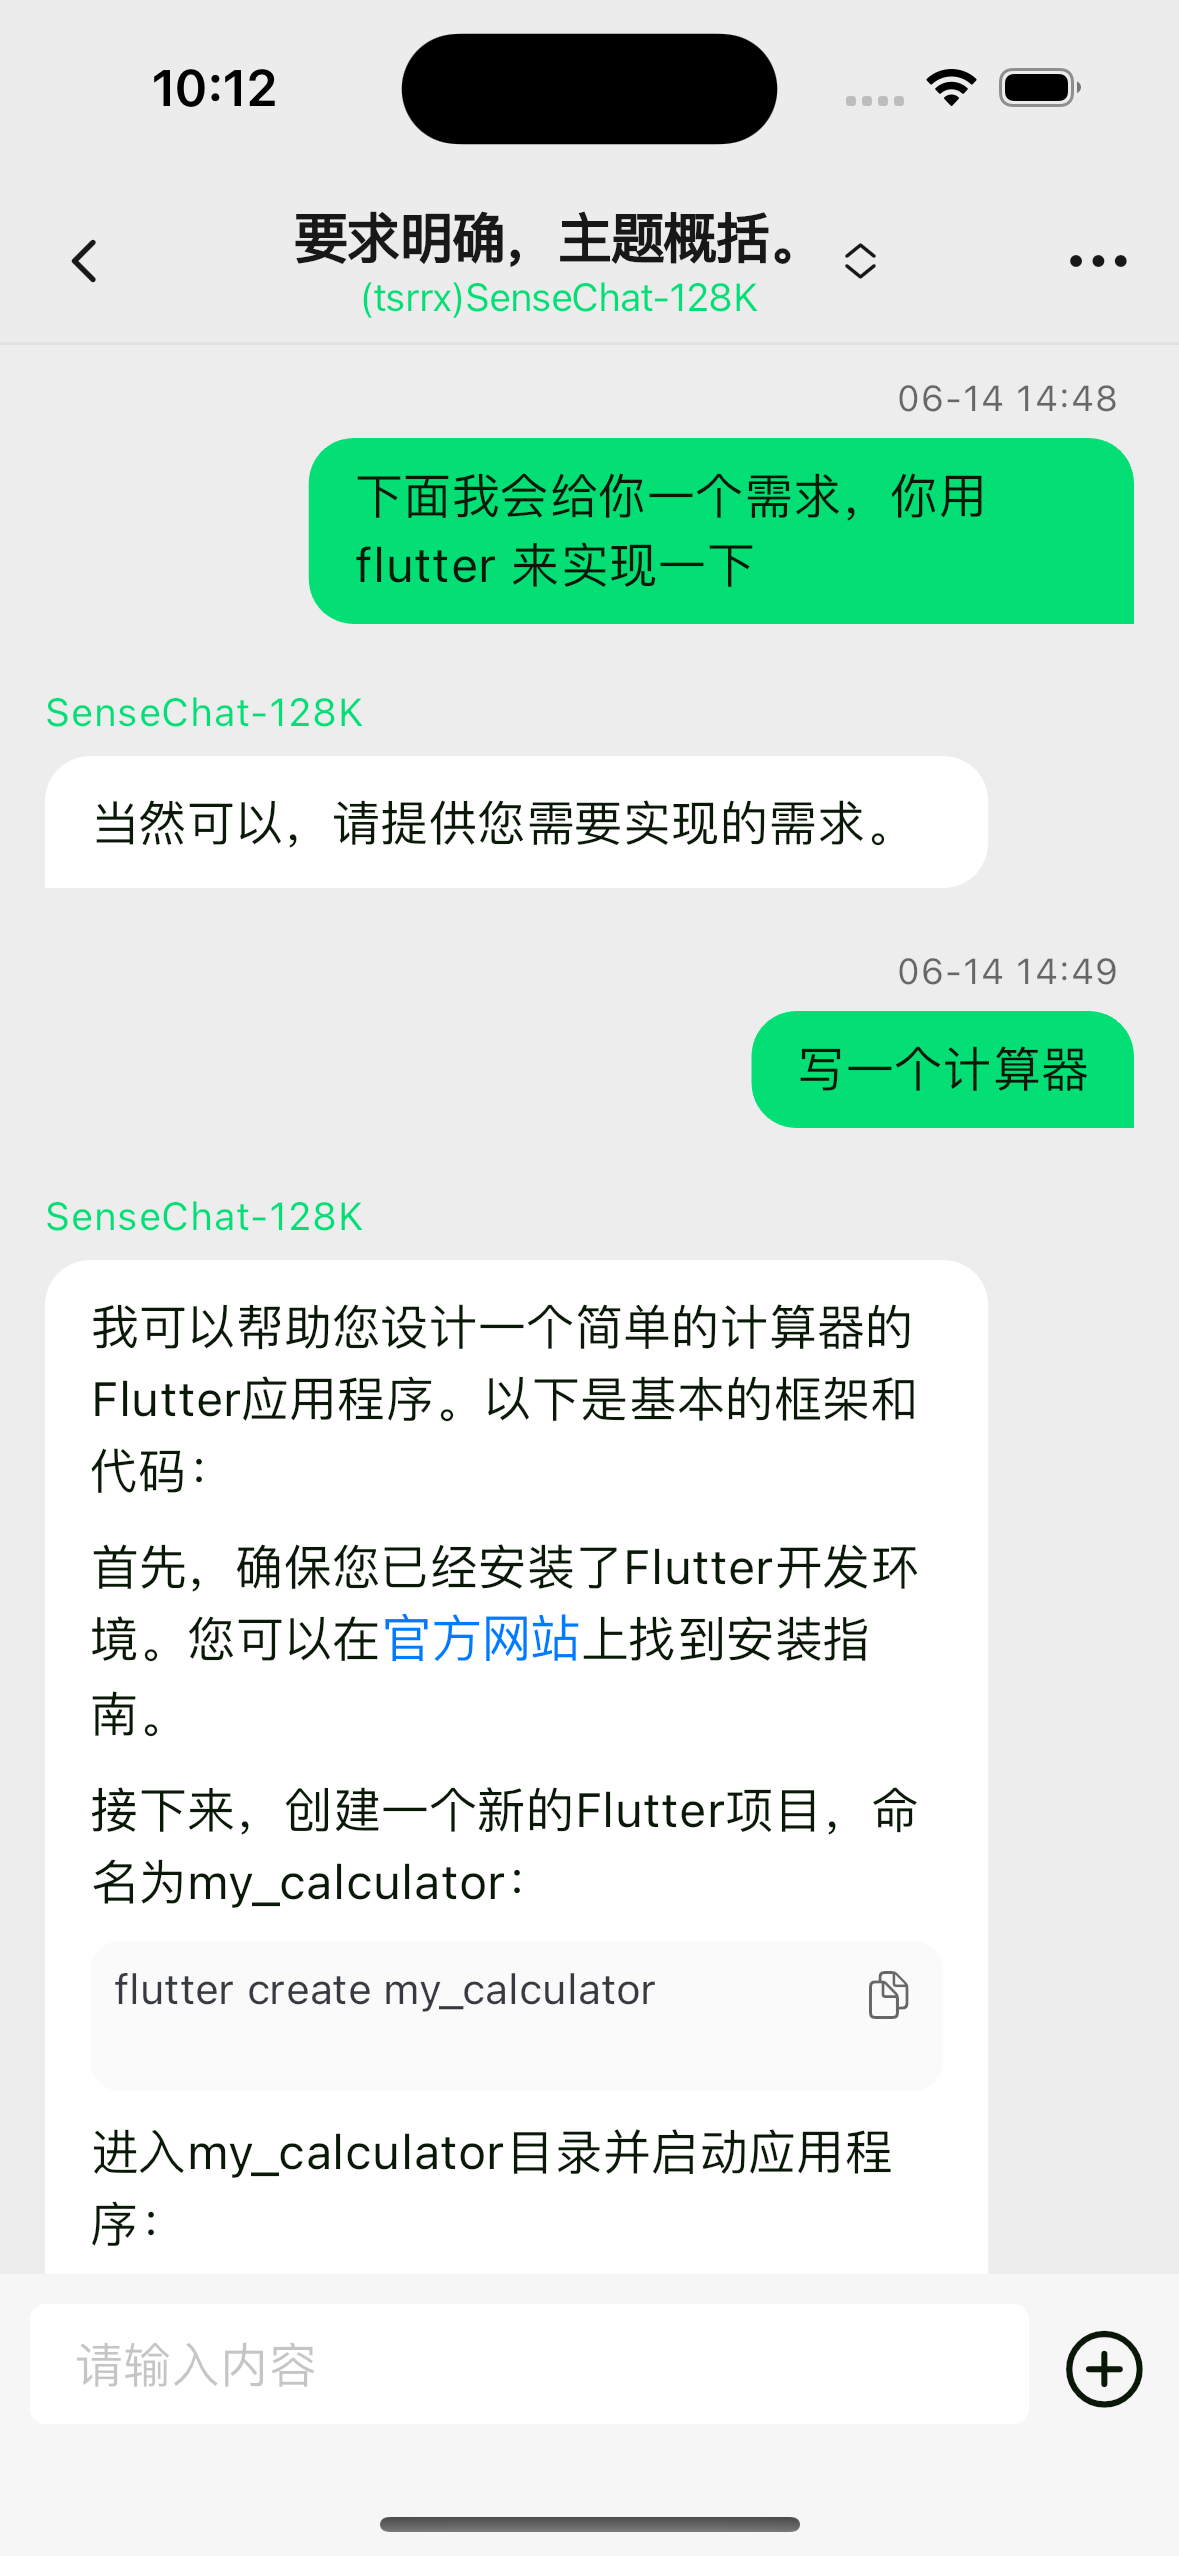 10:12
要求明确，主题概括。
(tsrrx)SenseChat-128K
06-14 14:48
下面我会给你一个需求，你用
flutter 来实现一下
SenseChat-128K
当然可以，请提供您需要实现的需求。
06-14 14:49
写一个计算器
SenseChat-128K
我可以帮助您设计一个简单的计算器的
Flutter应用程序。以下是基本的框架和
代码：
首先，确保您已经安装了Flutter开发环
境。您可以在官方网站上找到安装指
南。
接下来，创建一个新的Flutter项目，命
名为my_calculator：
flutter create my_calculator
进入my_calculator目录并启动应用程
序：
请输入内容